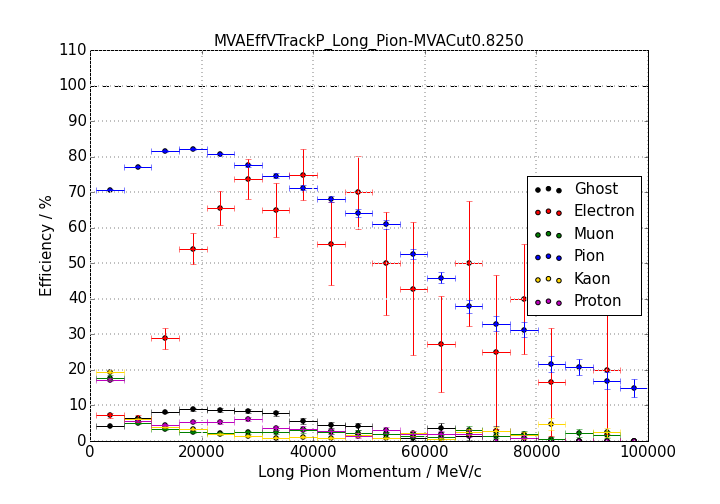 MVAEffVTrackP_Long_Pion-MVACut0.8250
110
100
90
80
70
60
50
40
30
20
10
0
Efficiency / %
Ghost
Electron
Muon
Pion
Kaon
Proton
0 20000 40000 60000 80000 100000
Long Pion Momentum / MeV/c